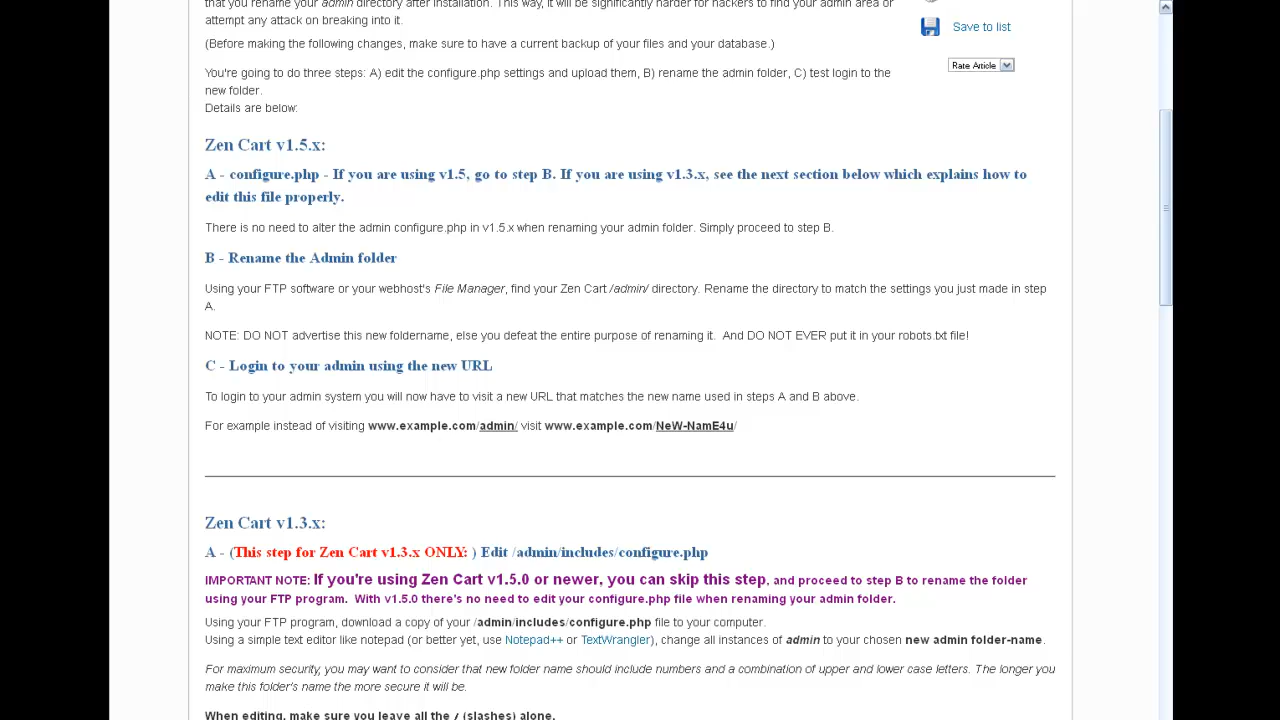 that you rename your admin directory after installation. This way, it will be significantly harder for hackers to find your admin area or
attempt any attack on breaking into it.
Save to list
(Before making the following changes, make sure to have a current backup of your files and your database.)
Rate Article
You're going to do three steps: A) edit the configure.php settings and upload them, B) rename the admin folder, C) test login to the
new folder.
Details are below:
Zen Cart v1.5.x:
A - configure.php - If you are using v1.5, go to step B. If you are using v1.3.x, see the next section below which explains how to
edit this file properly.
There is no need to alter the admin configure.php in v1.5.x when renaming your admin folder. Simply proceed to step B.
B - Rename the Admin folder
Using your FTP software or your webhost's File Manager, find your Zen Cart /admin/ directory. Rename the directory to match the settings you just made in step
A.
NOTE: DO NOT advertise this new foldername, else you defeat the entire purpose of renaming it. And DO NOT EVER put it in your robots.txt file!
C - Login to your admin using the new URL
To login to your admin system you will now have to visit a new URL that matches the new name used in steps A and B above.
For example instead of visiting www.example.com/admin/ visit www.example.com/NeW-NamE4u/
Zen Cart v1.3.x:
A - (This step for Zen Cart v1.3.x ONLY: ) Edit /admin/includes/configure.php
IMPORTANT NOTE: If you're using Zen Cart v1.5.0 or newer, you can skip this step, and proceed to step B to rename the folder
using your FTP program. With v1.5.0 there's no need to edit your configure.php file when renaming your admin folder.
Using your FTP program, download a copy of your /admin/includes/configure.php file to your computer.
Using a simple text editor like notepad (or better yet, use Notepad++ or TextWrangler), change all instances of admin to your chosen new admin folder-name.
For maximum security, you may want to consider that new folder name should include numbers and a combination of upper and lower case letters. The longer you
make this folder's name the more secure it will be.
When editing, make sure you leave all the / (slashes) alone.